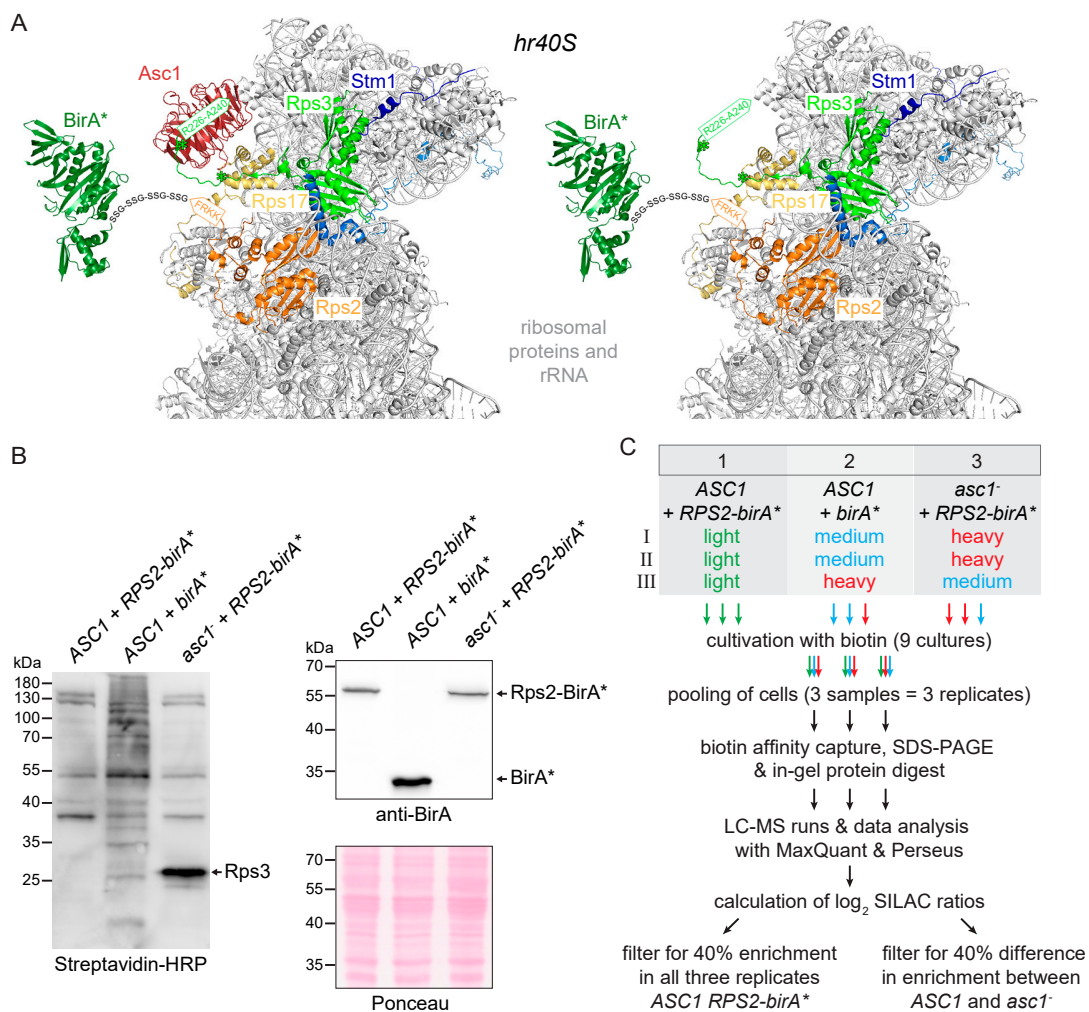 A
hr40S
Asc1
R226-A240
BirA*
Rps3
Stm1
SSG-SSG-SSG-SSG
FRKK
Rps17
Rps2
ribosomal
proteins and
rRNA
R226-A240
BirA*
Rps3
Stm1
SSG-SSG-SSG-SSG
FRKK
Rps17
Rps2
B
ASC1 + RPS2-birA*
ASC1 + birA*
asc1- + RPS2-birA*
kDa
180
130
100
70
55
40
35
25
Rps3
Streptavidin-HRP
ASC1 + RPS2-birA*
ASC1 + birA*
asc1- + RPS2-birA*
kDa
70
55
40
35
Rps2-BirA*
BirA*
anti-BirA
70
55
40
35
Ponceau
C
1 2 3
ASC1 ASC1 asc1-
+ RPS2-birA* + birA* + RPS2-birA*
I light medium heavy
II light medium heavy
III light heavy medium
cultivation with biotin (9 cultures)
pooling of cells (3 samples = 3 replicates)
biotin affinity capture, SDS-PAGE
& in-gel protein digest
LC-MS runs & data analysis
with MaxQuant & Perseus
calculation of log2 SILAC ratios
filter for 40% enrichment
in all three replicates
ASC1 RPS2-birA*
filter for 40% difference
in enrichment between
ASC1 and asc1-